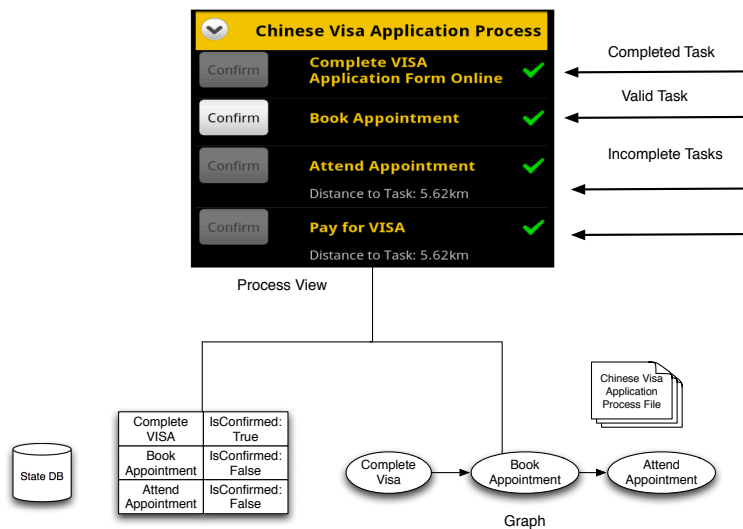 Chinese Visa Application Process
Confirm
Complete VISA
Application Form Online
Completed Task
Confirm
Book Appointment
Valid Task
Confirm
Attend Appointment
Distance to Task: 5.62km
Incomplete Tasks
Confirm
Pay for VISA
Distance to Task: 5.62km
Process View
State DB
Complete
VISA
IsConfirmed:
True
Book
Appointment
IsConfirmed:
False
Attend
Appointment
IsConfirmed:
False
Chinese Visa
Application
Process File
Complete
Visa
Book
Appointment
Attend
Appointment
Graph